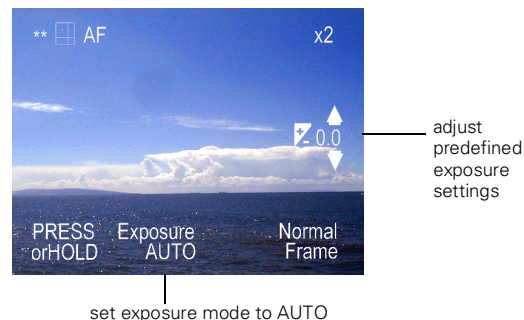 ** AF x2
0.0
adjust
predefined
exposure
settings
PRESS Exposure Normal
orHOLD AUTO Frame
set exposure mode to AUTO